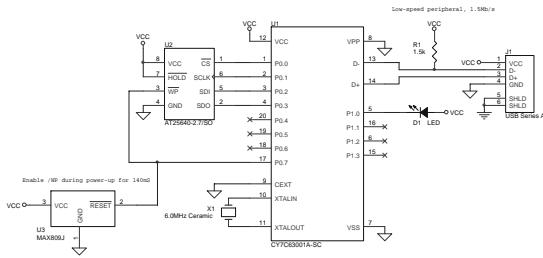 Low-speed peripheral, 1.5Mb/s
VCC
VCC
VCC
U1
R1
1.5k
J1
U2
12
VCC
VPP
8
VCC
1
VCC
2
D-
3
D+
4
GND
5
SHLD
6
SHLD
USB Series A
8
VCC
CS
1
1
P0.0
D-
13
7
HOLD
SCLK
6
2
P0.1
3
WP
SDI
5
3
P0.2
D+
14
4
GND
SDO
2
4
P0.3
AT25640-2.7/SO
20
P0.4
P1.0
5
VCC
D1
LED
19
P0.5
P1.1
16
18
P0.6
P1.2
6
17
P0.7
P1.3
15
Enable /WP during power-up for 140mS
9
CEXT
VCC
3
VCC
RESET
2
GND
1
U3
MAX809J
10
XTALIN
X1
6.0MHz Ceramic
11
XTALOUT
VSS
7
CY7C63001A-SC